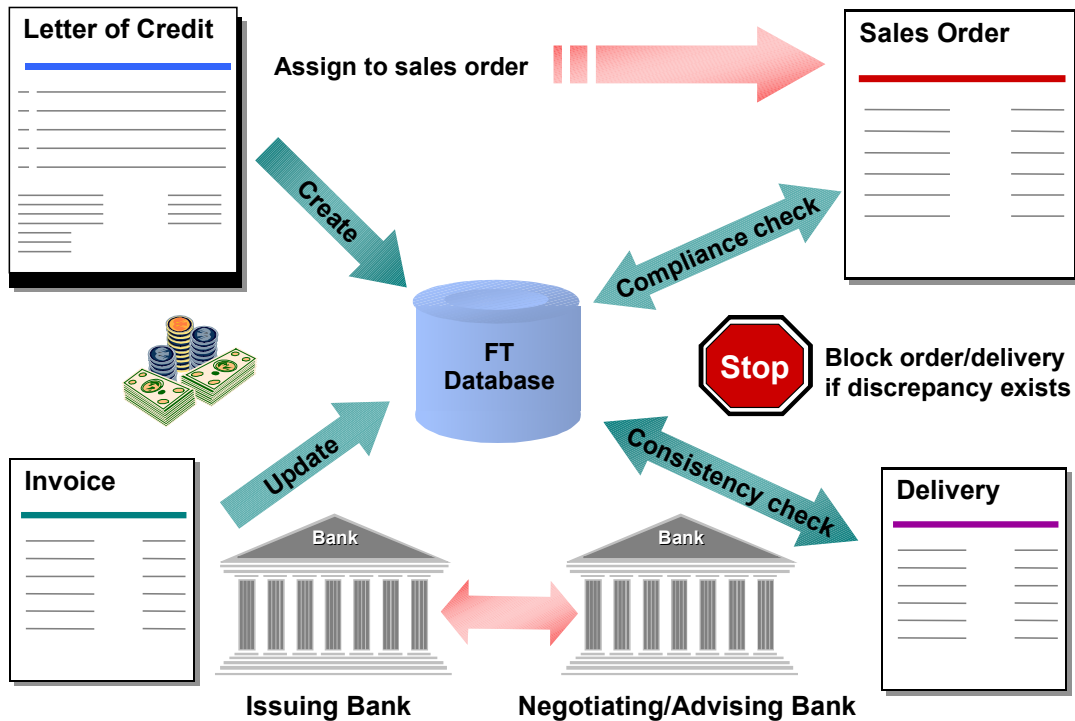 Letter of Credit
Assign to sales order
Sales Order
Create
Compliance check
FT
Database
Stop
Block order/delivery
if discrepancy exists
Update
Consistency check
Invoice
Delivery
Bank
Bank
Issuing Bank
Negotiating/Advising Bank